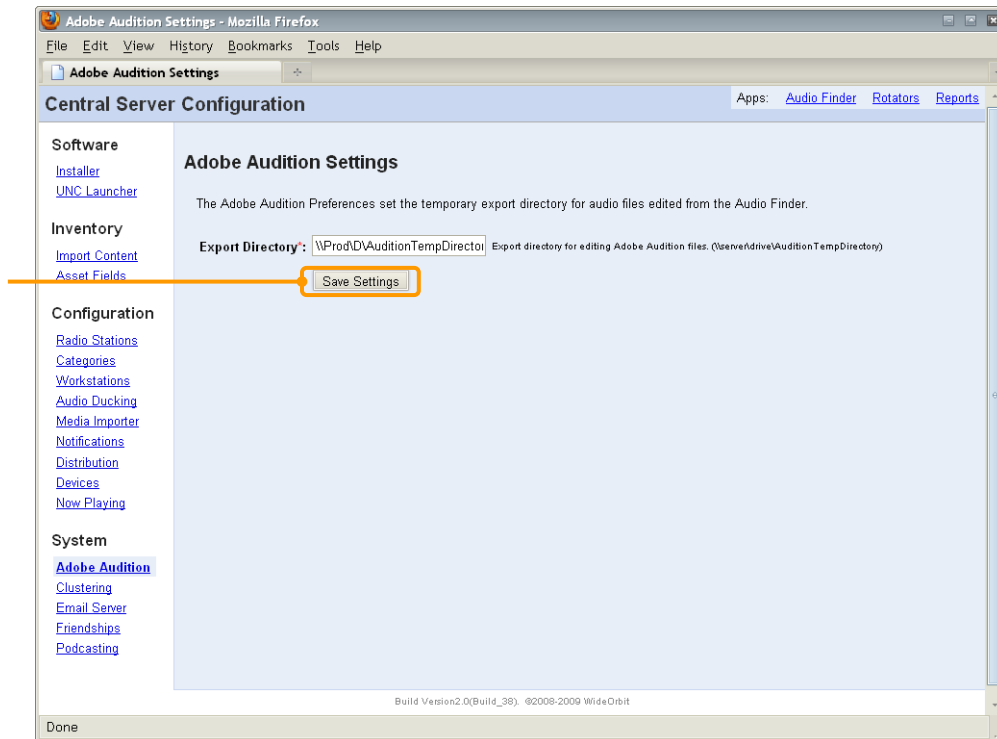 Adobe Audition Settings - Mozilla Firefox
File Edit View History Bookmarks Tools Help
Adobe Audition Settings
Central Server Configuration
Apps: Audio Finder Rotators Reports
Software
Installer
UNC Launcher
Inventory
Import Content
Asset Fields
Configuration
Radio Stations
Categories
Workstations
Audio Ducking
Media Importer
Notifications
Distribution
Devices
Now Playing
System
Adobe Audition
Clustering
Email Server
Friendships
Podcasting
Adobe Audition Settings
The Adobe Audition Preferences set the temporary export directory for audio files edited from the Audio Finder.
Export Directory*: \\Prod\D\AuditionTempDirector Export directory for editing Adobe Audition files. (\\server\drive\AuditionTempDirectory)
Save Settings
Build Version2.0(Build_38). ©2008-2009 WideOrbit
Done